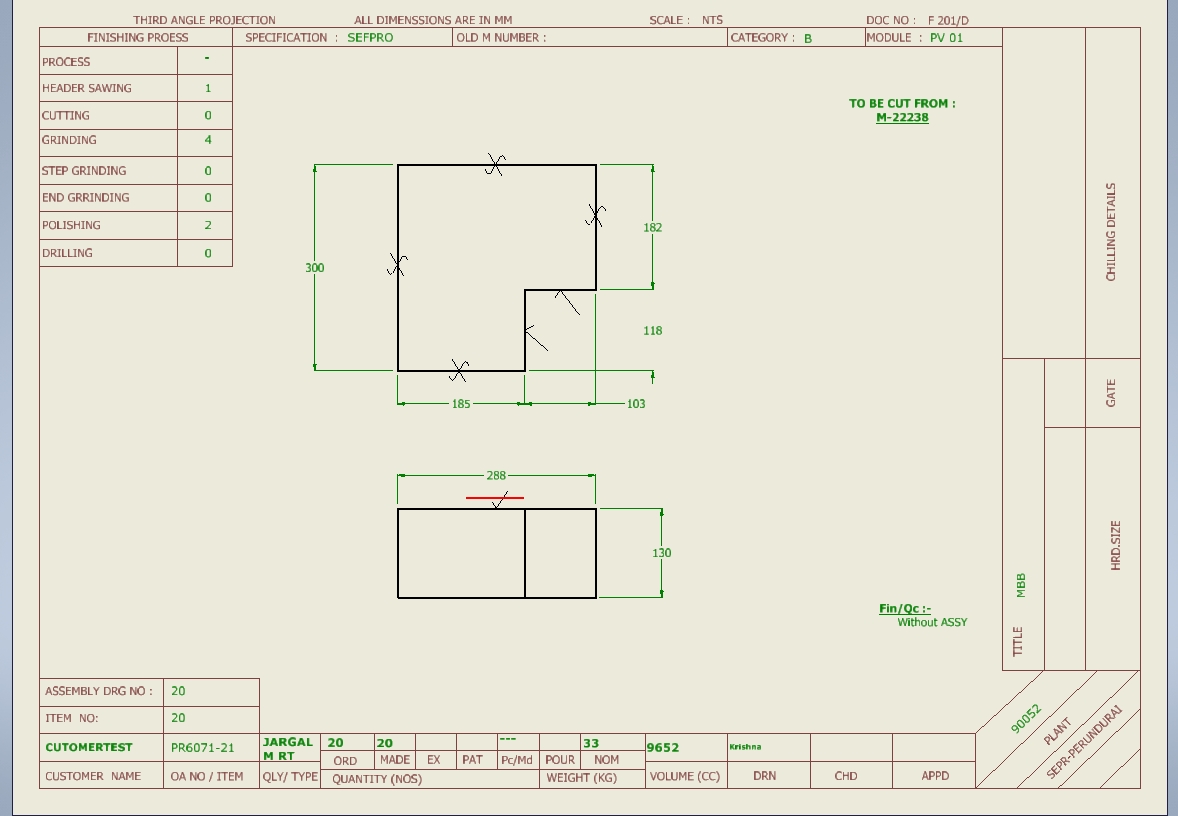 THIRD ANGLE PROJECTION ALL DIMENSSIONS ARE IN MM SCALE : NTS DOC NO : F 201/D
FINISHING PROESS SPECIFICATION : SEFPRO OLD M NUMBER : CATEGORY : B MODULE : PV 01
PROCESS -
HEADER SAWING 1
CUTTING 0
GRINDING 4
STEP GRINDING 0
END GRRINDING 0
POLISHING 2
DRILLING 0
TO BE CUT FROM :
M-22238
300
182
118
185
103
288
130
Fin/Qc :-
Without ASSY
CHILLING DETAILS
GATE
HRD.SIZE
TITLE MBB
ASSEMBLY DRG NO : 20
ITEM NO: 20
CUTOMERTEST PR6071-21 JARGAL
M RT
20 20 --- 33 9652 Krishna
ORD MADE EX PAT Pc/Md POUR NOM
CUSTOMER NAME OA NO / ITEM QLY/ TYPE QUANTITY (NOS) WEIGHT (KG) VOLUME (CC) DRN CHD APPD
90052
PLANT
SEPR-PERUNDURAI